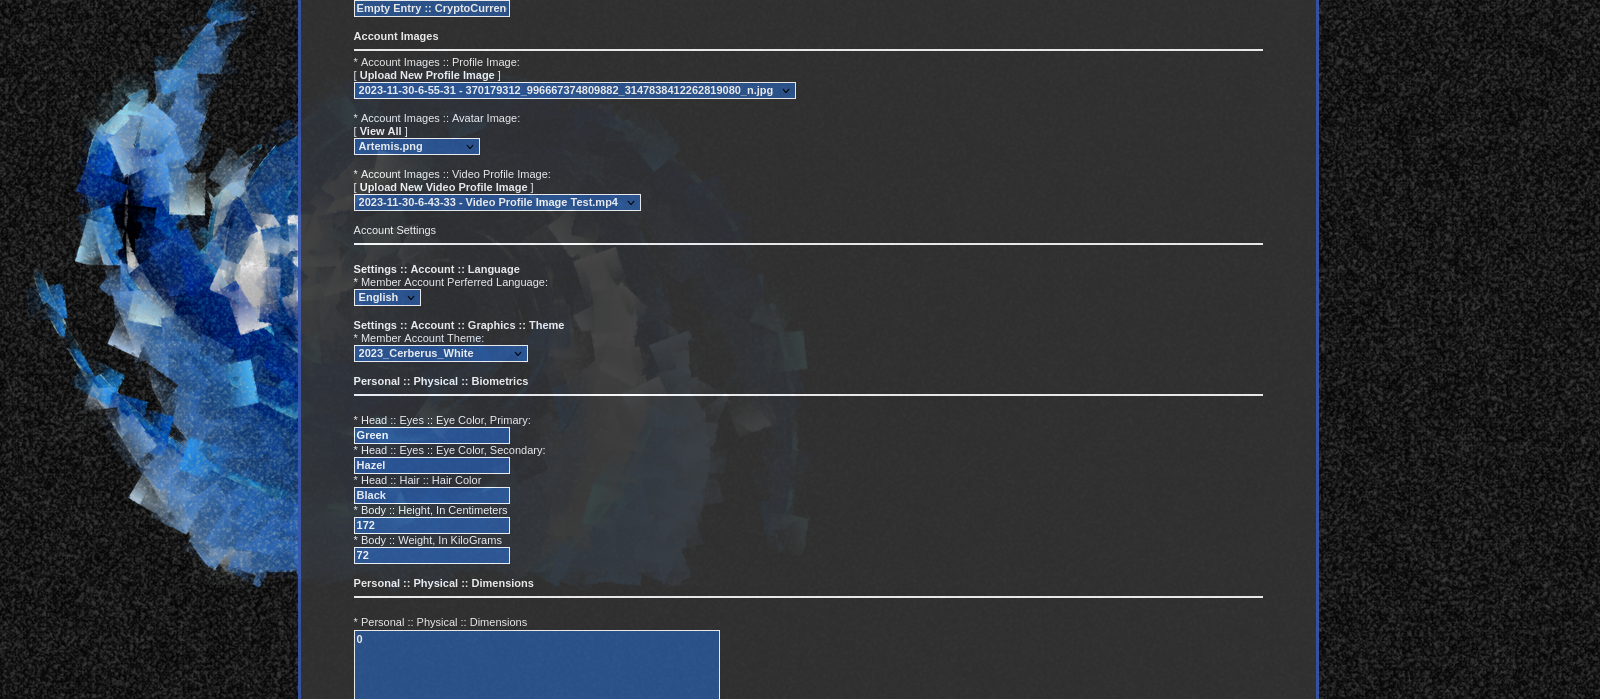 Empty Entry :: CryptoCurren
Account Images
* Account Images :: Profile Image:
[ Upload New Profile Image ]
2023-11-30-6-55-31 - 370179312_996667374809882_3147838412262819080_n.jpg
* Account Images :: Avatar Image:
[ View All ]
Artemis.png
* Account Images :: Video Profile Image:
[ Upload New Video Profile Image ]
2023-11-30-6-43-33 - Video Profile Image Test.mp4
Account Settings
Settings :: Account :: Language
* Member Account Perferred Language:
English
Settings :: Account :: Graphics :: Theme
* Member Account Theme:
2023_Cerberus_White
Personal :: Physical :: Biometrics
* Head :: Eyes :: Eye Color, Primary:
Green
* Head :: Eyes :: Eye Color, Secondary:
Hazel
* Head :: Hair :: Hair Color
Black
* Body :: Height, In Centimeters
172
* Body :: Weight, In KiloGrams
72
Personal :: Physical :: Dimensions
* Personal :: Physical :: Dimensions
0